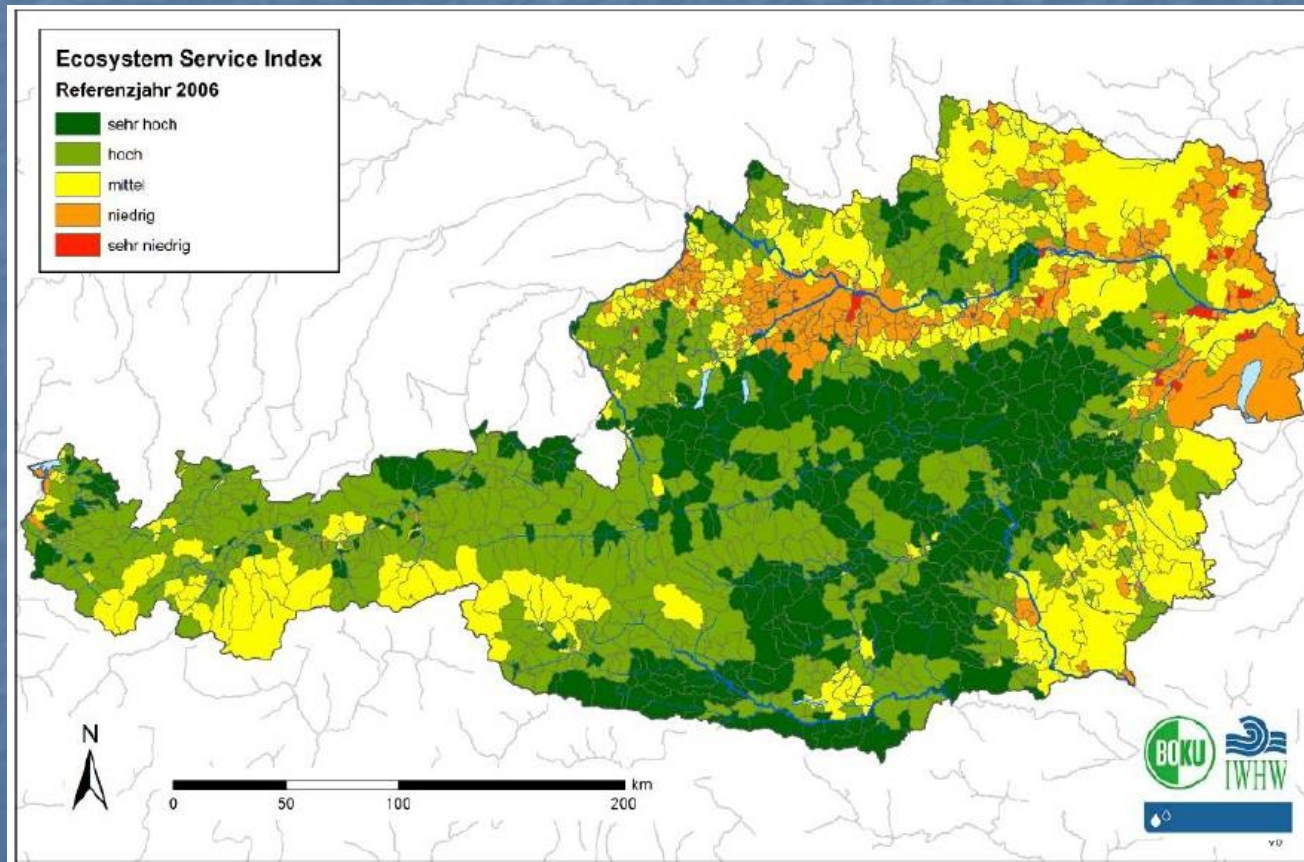 Ecosystem Service Index
Referenzjahr 2006
sehr hoch
hoch
mittel
niedrig
sehr niedrig
N
km
0 50 100 200
BOKU
IWHW